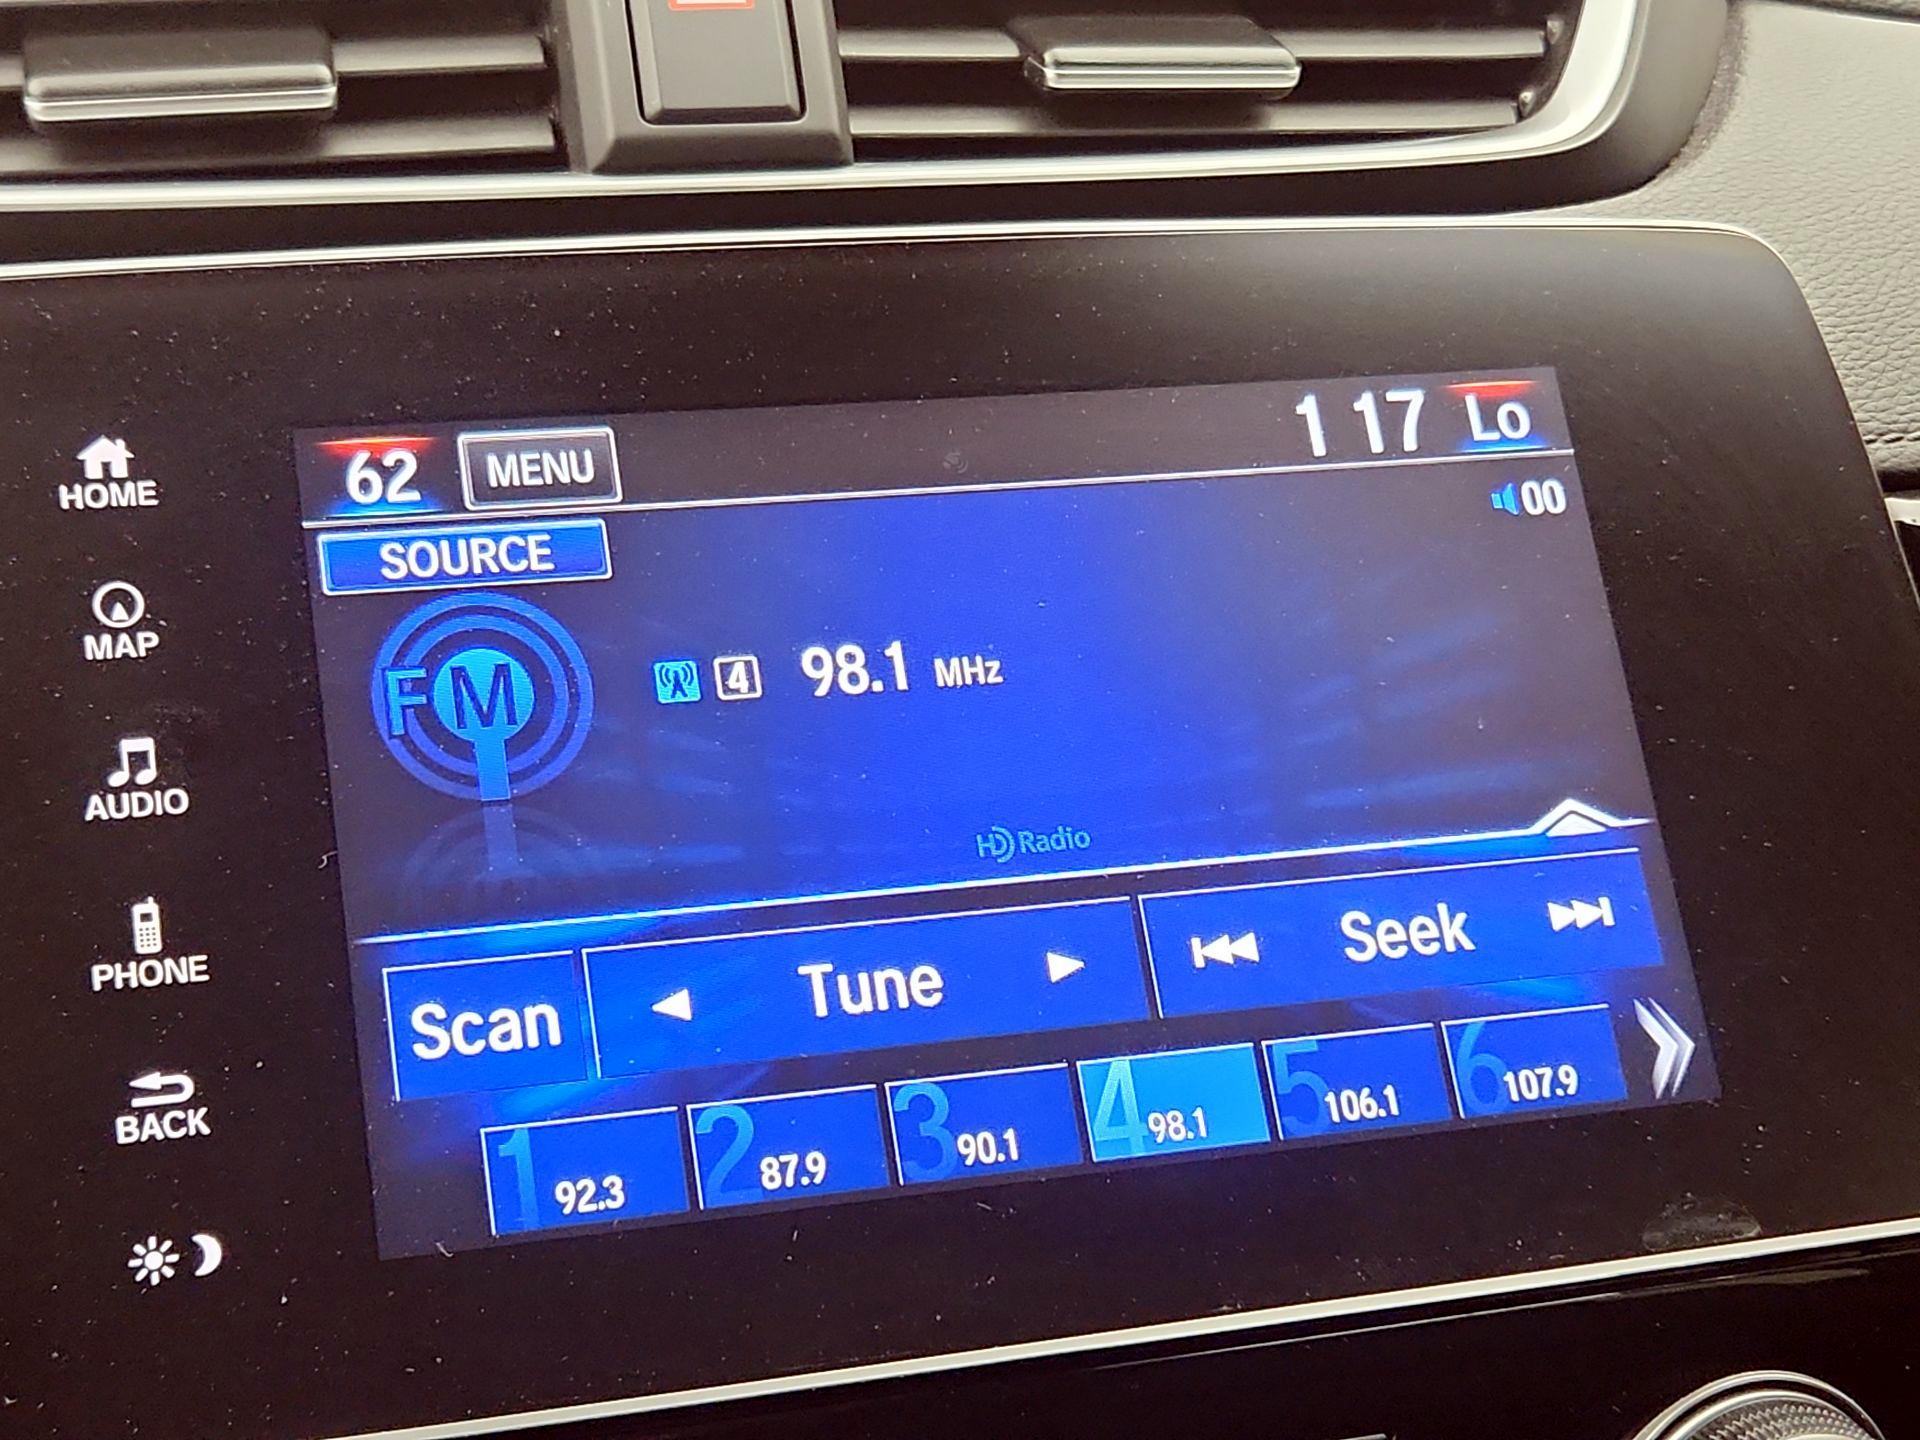 62 MENU 1 17 Lo
SOURCE 00
FM 4 98.1 MHz
HD Radio
Scan Tune Seek
1 92.3 2 87.9 3 90.1 4 98.1 5 106.1 6 107.9
HOME
MAP
AUDIO
PHONE
BACK